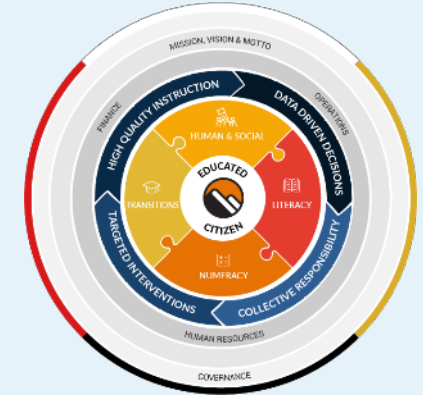 MISSION, VISION & MOTTO
FINANCE
OPERATIONS
HIGH QUALITY INSTRUCTION
DATA DRIVEN DECISIONS
HUMAN & SOCIAL
EDUCATED
TRANSITIONS
LITERACY
CITIZEN
NUMERACY
TARGETED INTERVENTIONS
COLLECTIVE RESPONSIBILITY
HUMAN RESOURCES
GOVERNANCE